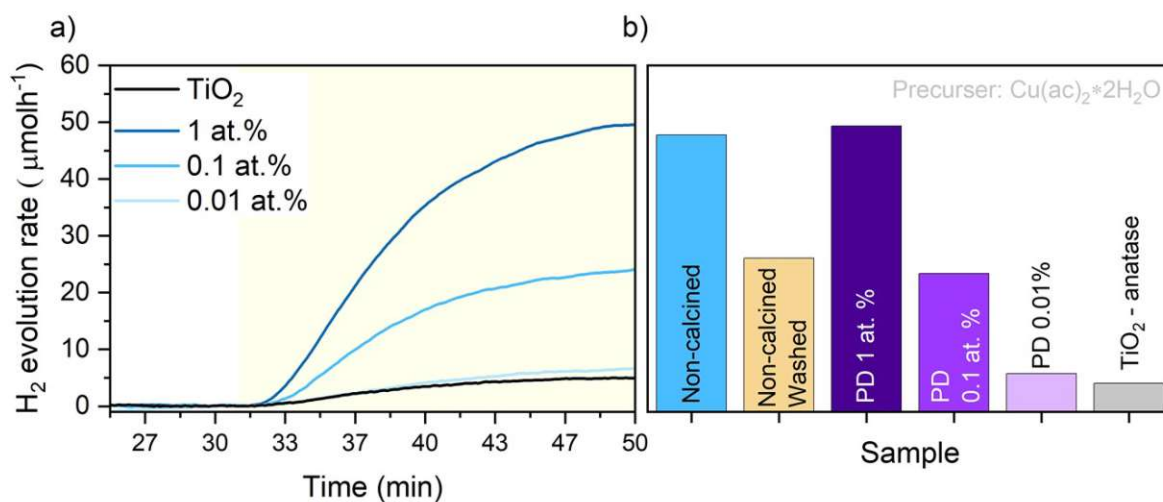 a)
H₂ evolution rate ( μmolh⁻¹)
60
50
40
30
20
10
0
TiO₂
1 at.%
0.1 at.%
0.01 at.%
27
30
33
37
40
43
47
50
Time (min)
b)
Precurser: Cu(ac)₂*2H₂O
Non-calcined
Non-calcined
Washed
PD 1 at. %
PD
0.1 at. %
PD 0.01%
TiO₂ - anatase
Sample